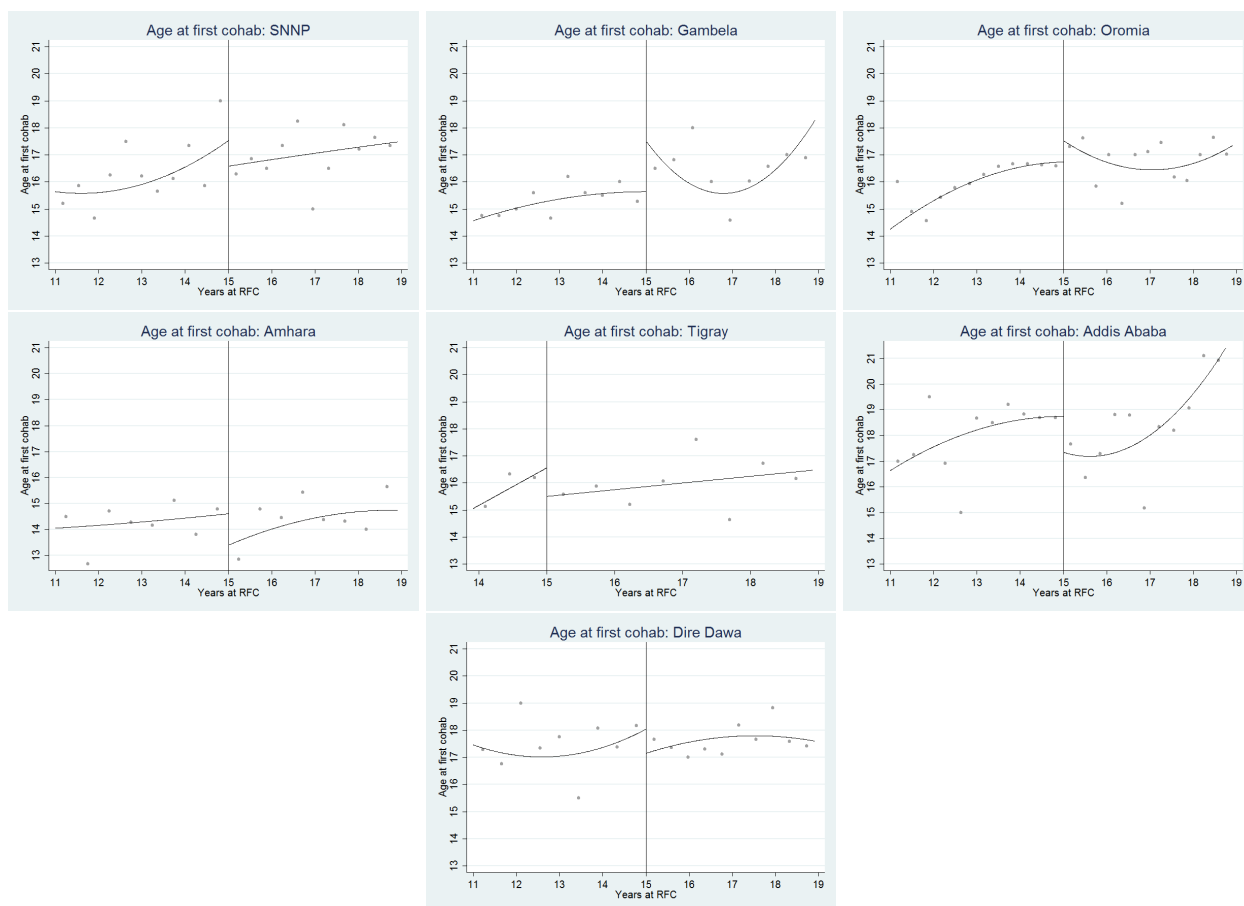 Age at first cohab: SNNP
Age at first cohab
21
20
19
18
17
16
15
14
13
11 12 13 14 15 16 17 18 19
Years at RFC
Age at first cohab: Gambela
Age at first cohab
21
20
19
18
17
16
15
14
13
11 12 13 14 15 16 17 18 19
Years at RFC
Age at first cohab: Oromia
Age at first cohab
21
20
19
18
17
16
15
14
13
11 12 13 14 15 16 17 18 19
Years at RFC
Age at first cohab: Amhara
Age at first cohab
21
20
19
18
17
16
15
14
13
11 12 13 14 15 16 17 18 19
Years at RFC
Age at first cohab: Tigray
Age at first cohab
21
20
19
18
17
16
15
14
13
14 15 16 17 18 19
Years at RFC
Age at first cohab: Addis Ababa
Age at first cohab
21
20
19
18
17
16
15
14
13
11 12 13 14 15 16 17 18 19
Years at RFC
Age at first cohab: Dire Dawa
Age at first cohab
21
20
19
18
17
16
15
14
13
11 12 13 14 15 16 17 18 19
Years at RFC